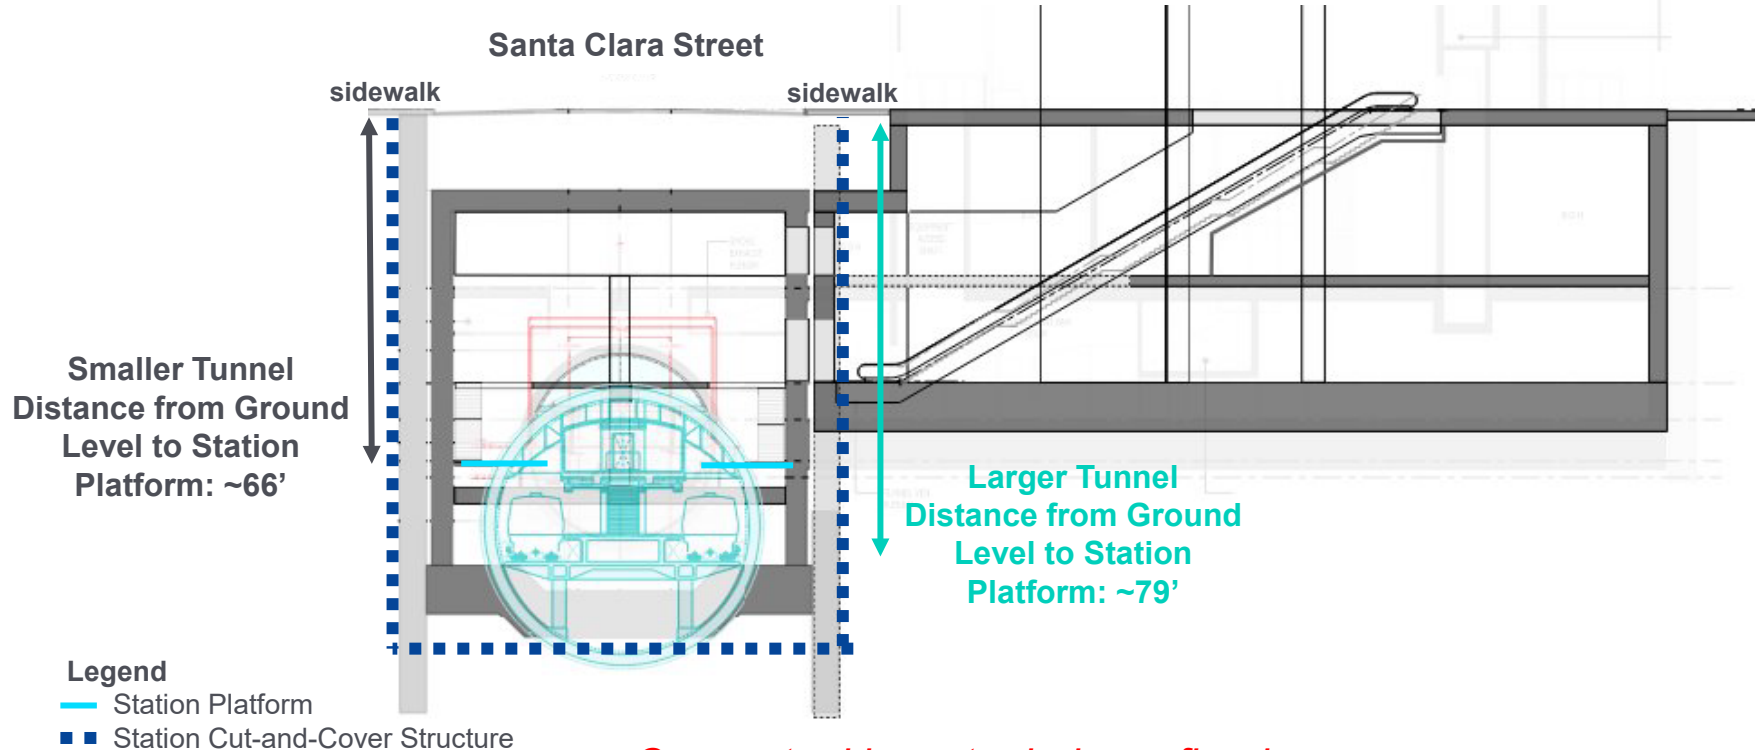 Santa Clara Street
sidewalk
sidewalk
Smaller Tunnel
Distance from Ground
Level to Station
Platform: ~66’
Larger Tunnel
Distance from Ground
Level to Station
Platform: ~79’
Legend
Station Platform
Station Cut-and-Cover Structure